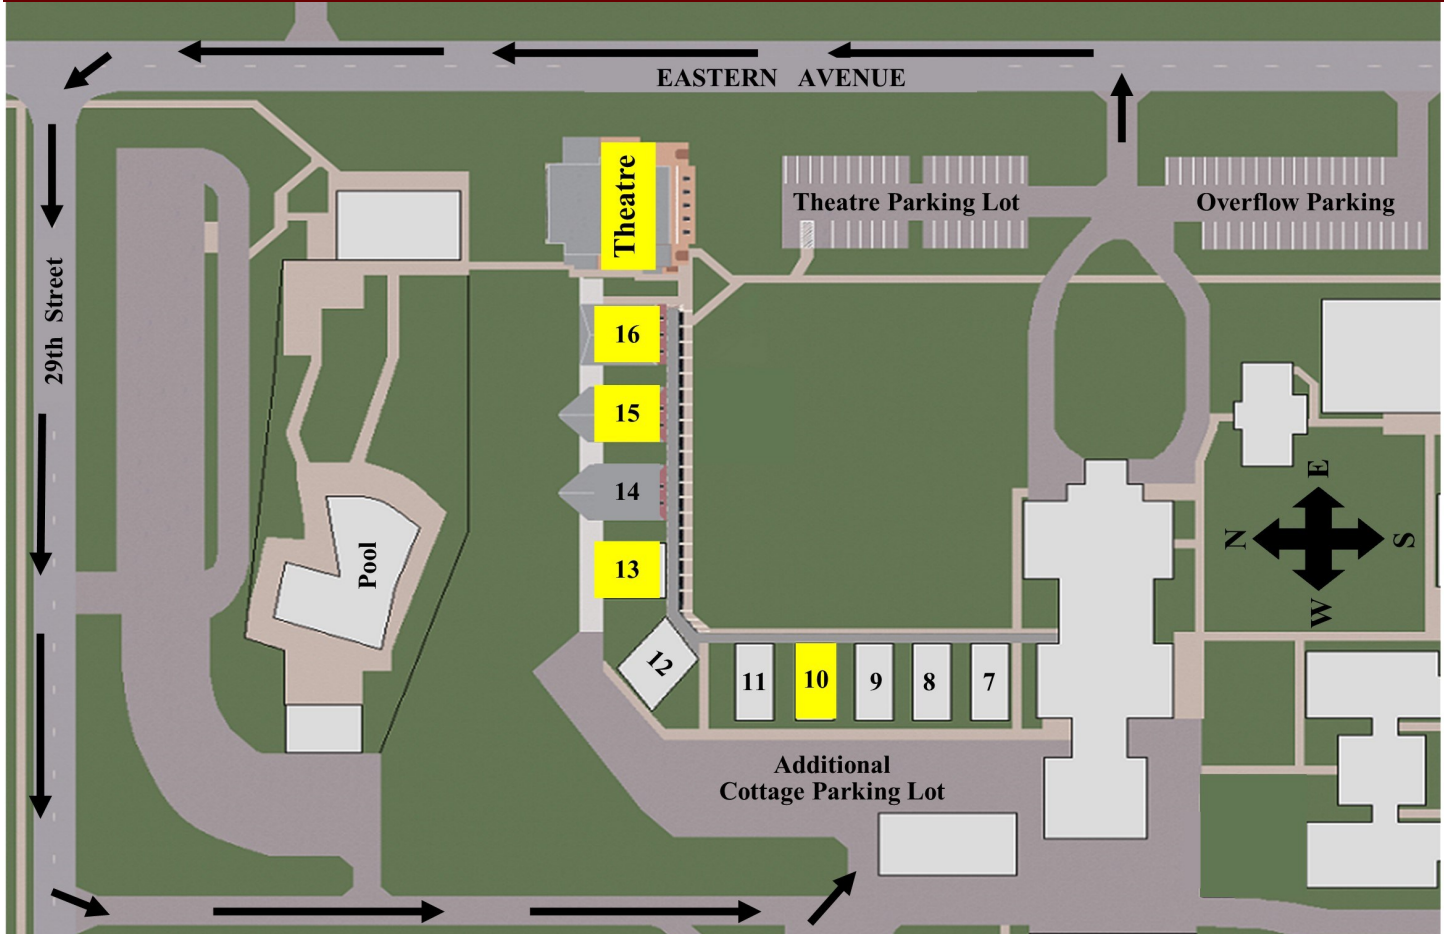 EASTERN AVENUE
Theatre
Theatre Parking Lot
Overflow Parking
29th Street
16
15
14
13
12
11
10
9
8
7
Pool
E
N
S
W
Additional
Cottage Parking Lot